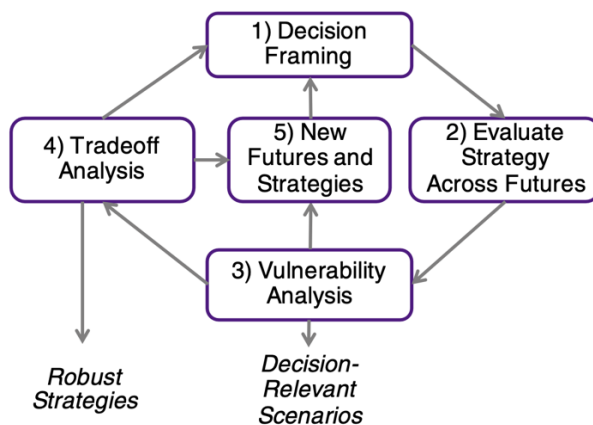 1) Decision
Framing
4) Tradeoff
Analysis
5) New
Futures and
Strategies
2) Evaluate
Strategy
Across Futures
3) Vulnerability
Analysis
Robust
Strategies
Decision-
Relevant
Scenarios